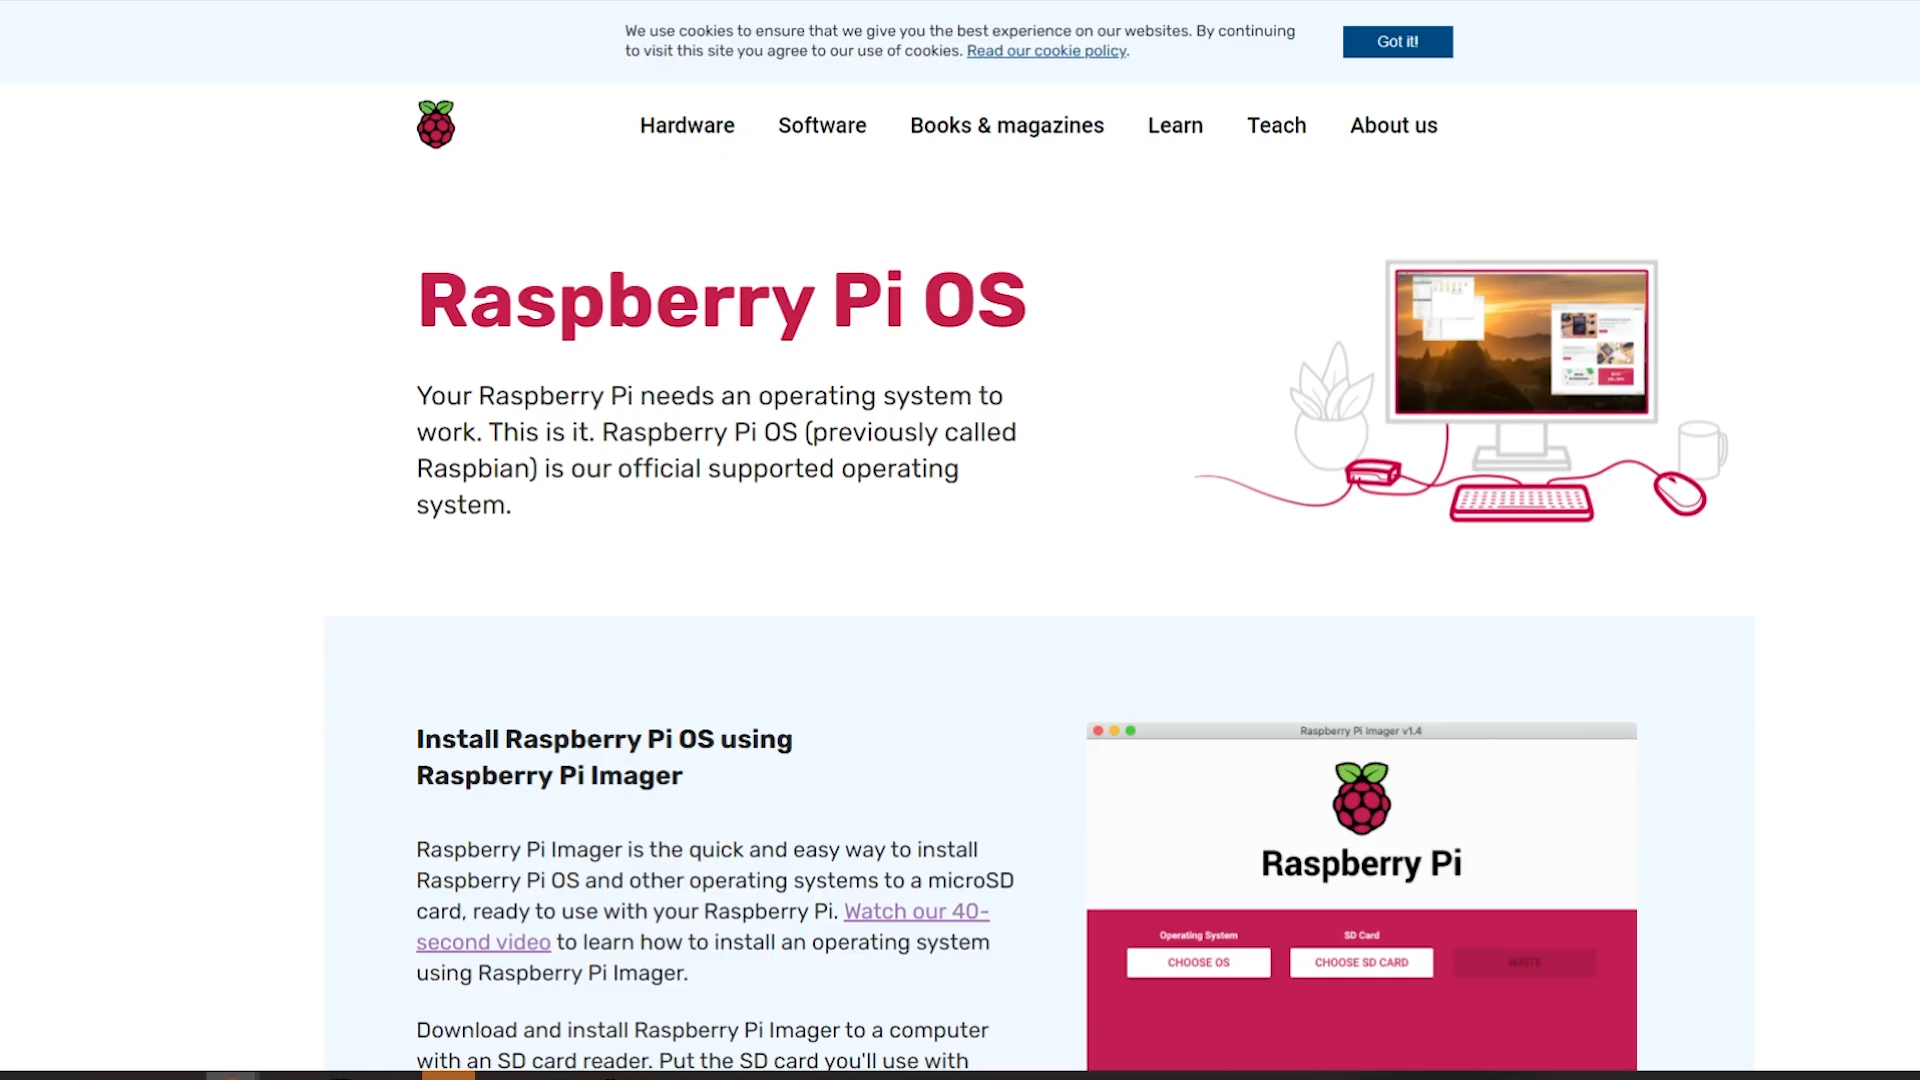 We use cookies to ensure that we give you the best experience on our websites. By continuing
to visit this site you agree to our use of cookies. Read our cookie policy.
Got it!
Hardware
Software
Books & magazines
Learn
Teach
About us
Raspberry Pi OS
Your Raspberry Pi needs an operating system to
work. This is it. Raspberry Pi OS (previously called
Raspbian) is our official supported operating
system.
Install Raspberry Pi OS using
Raspberry Pi Imager
Raspberry Pi Imager is the quick and easy way to install
Raspberry Pi OS and other operating systems to a microSD
card, ready to use with your Raspberry Pi. Watch our 40-
second video to learn how to install an operating system
using Raspberry Pi Imager.
Download and install Raspberry Pi Imager to a computer
with an SD card reader. Put the SD card you'll use with
Raspberry Pi Imager v1.4
Raspberry Pi
Operating System
SD Card
CHOOSE OS
CHOOSE SD CARD
WRITE